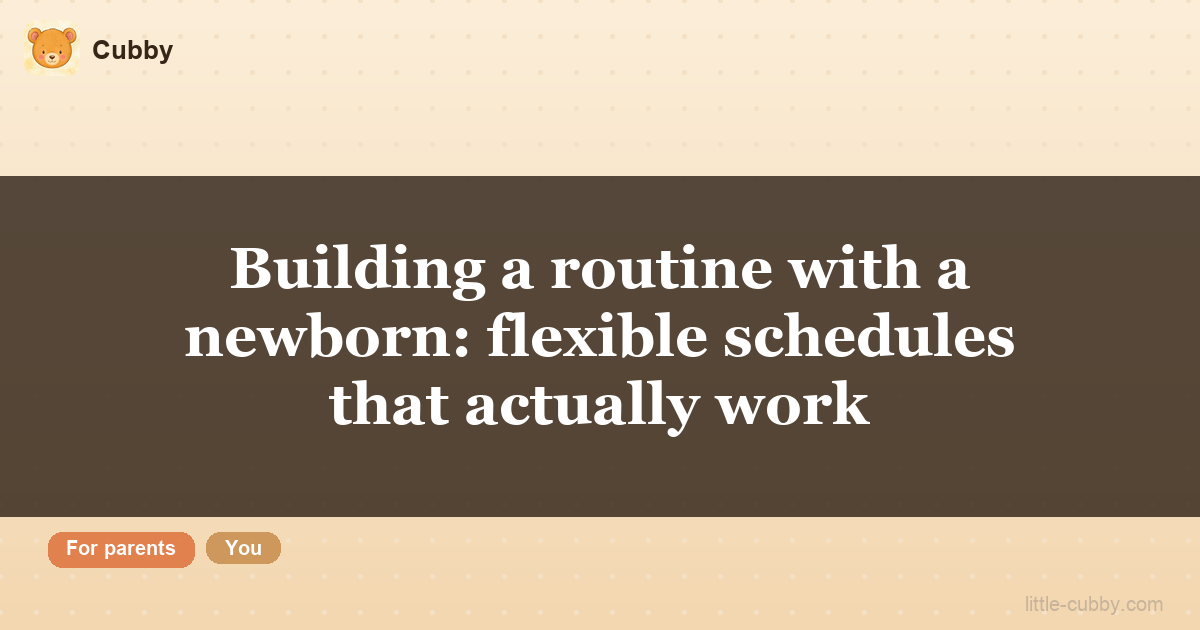 Cubby
Building a routine with a
newborn: flexible schedules
that actually work
For parents
You
little-cubby.com